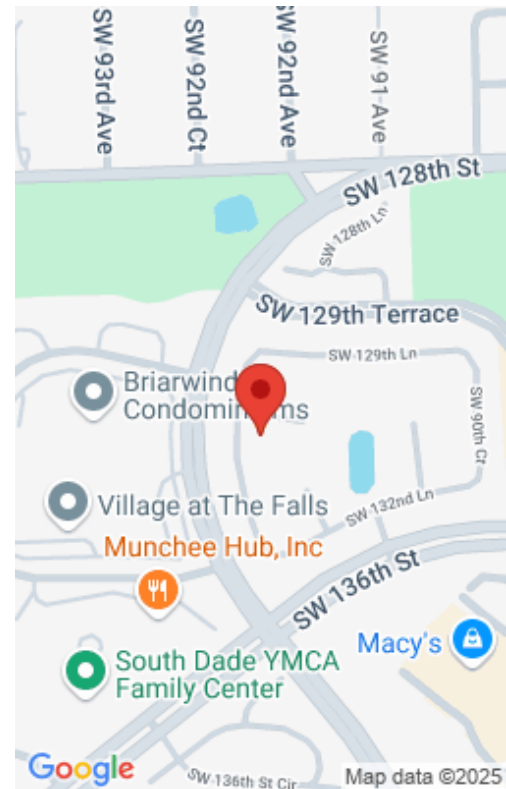 SW 93rd Ave
SW 92nd Ct
SW 92nd Ave
SW 91 Ave
SW 128th St
SW 128th Ln
SW 129th Terrace
SW 129th Ln
Briarwind
Condominiums
SW 90th Ct
Village at The Falls
SW 132nd Ln
Munchee Hub, Inc
SW 136th St
Macy's
South Dade YMCA
Family Center
Google
SW 136th St Cir
Map data ©2025